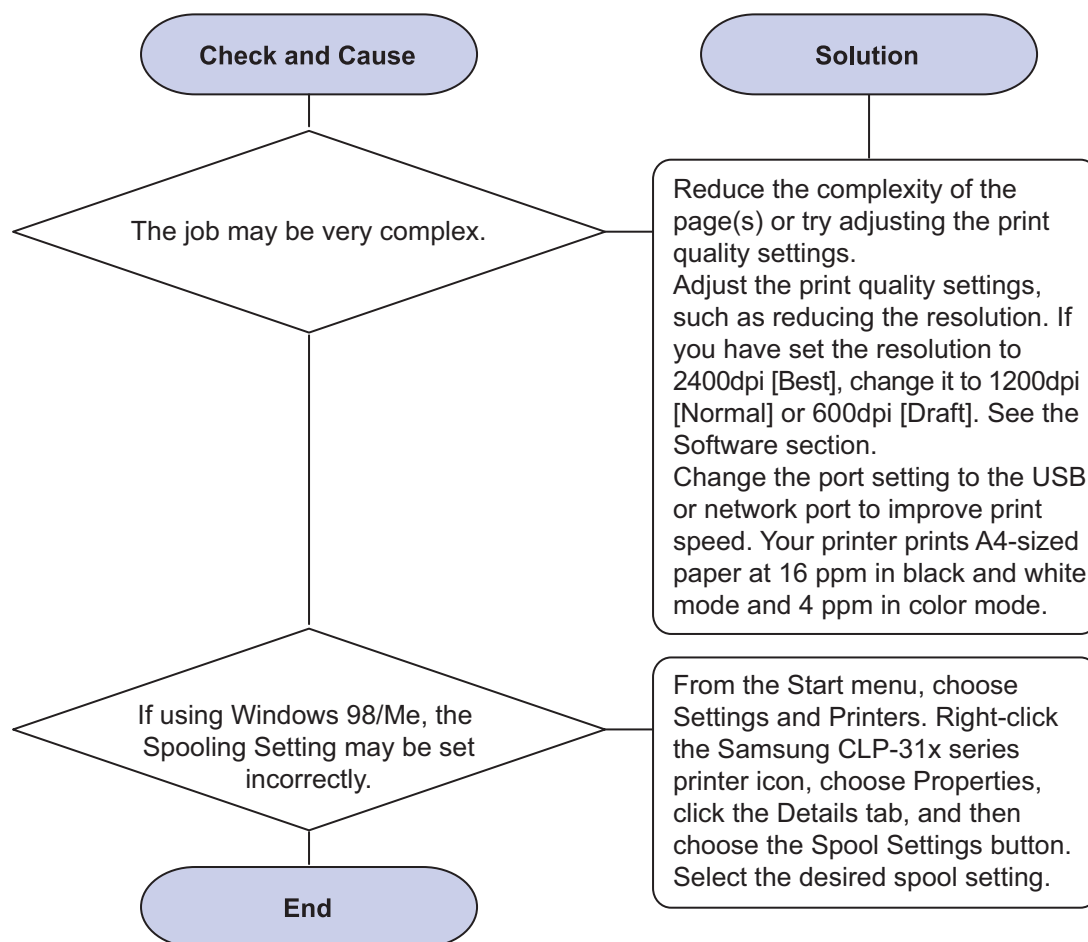 Check and Cause
Solution
The job may be very complex.
Reduce the complexity of the
page(s) or try adjusting the print
quality settings.
Adjust the print quality settings,
such as reducing the resolution. If
you have set the resolution to
2400dpi [Best], change it to 1200dpi
[Normal] or 600dpi [Draft]. See the
Software section.
Change the port setting to the USB
or network port to improve print
speed. Your printer prints A4-sized
paper at 16 ppm in black and white
mode and 4 ppm in color mode.
If using Windows 98/Me, the
Spooling Setting may be set
incorrectly.
From the Start menu, choose
Settings and Printers. Right-click
the Samsung CLP-31x series
printer icon, choose Properties,
click the Details tab, and then
choose the Spool Settings button.
Select the desired spool setting.
End